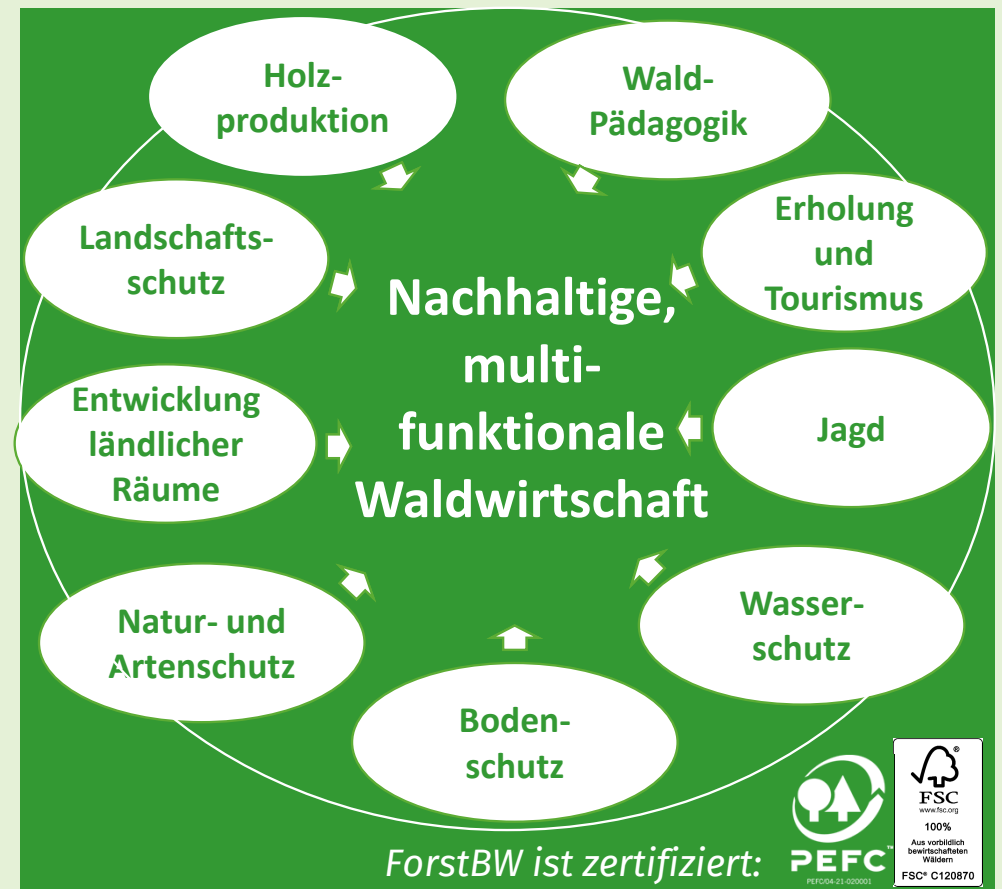 Holz-
produktion
Wald-
Pädagogik
Landschafts-
schutz
Erholung
und
Tourismus
Nachhaltige,
multi-
funktionale
Waldwirtschaft
Entwicklung
ländlicher
Räume
Jagd
Natur- und
Artenschutz
Wasser-
schutz
Boden-
schutz
ForstBW ist zertifiziert:
PEFC™
PEFC/04-21-020001
®
FSC
www.fsc.org
100%
Aus vorbildlich
bewirtschafteten
Wäldern
FSC® C120870